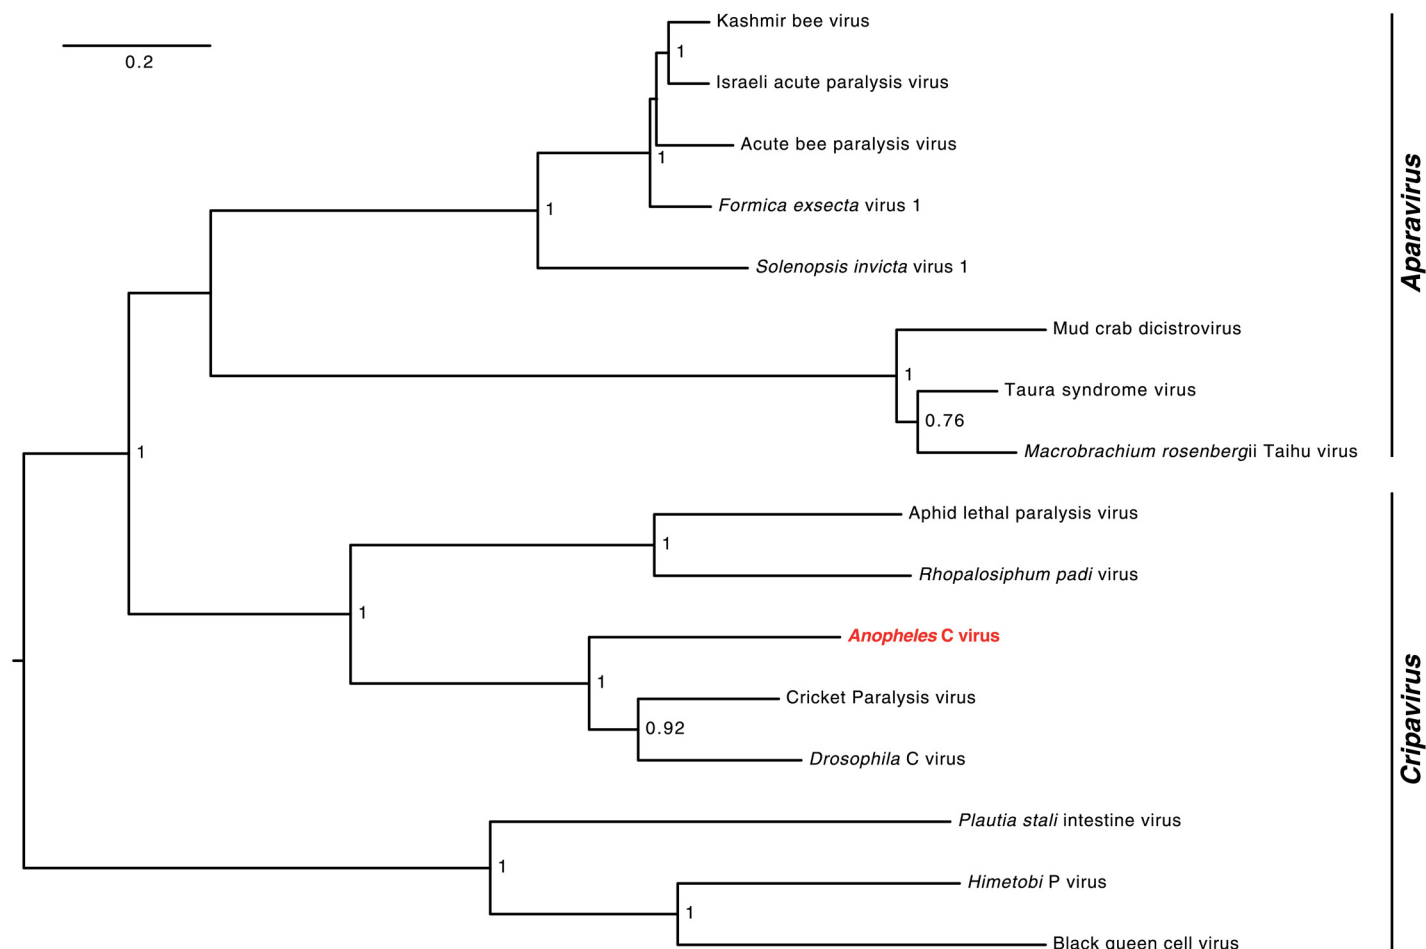 Kashmir bee virus
0.2
1
Israeli acute paralysis virus
Acute bee paralysis virus
1
Formica exsecta virus 1
1
Solenopsis invicta virus 1
Aparavirus
Mud crab dicistrovirus
1
Taura syndrome virus
0.76
Macrobrachium rosenbergii Taihu virus
1
Aphid lethal paralysis virus
1
Rhopalosiphum padi virus
1
Anopheles C virus
1
Cricket Paralysis virus
0.92
Drosophila C virus
Cripavirus
Plautia stali intestine virus
1
Himetobi P virus
1
Black queen cell virus